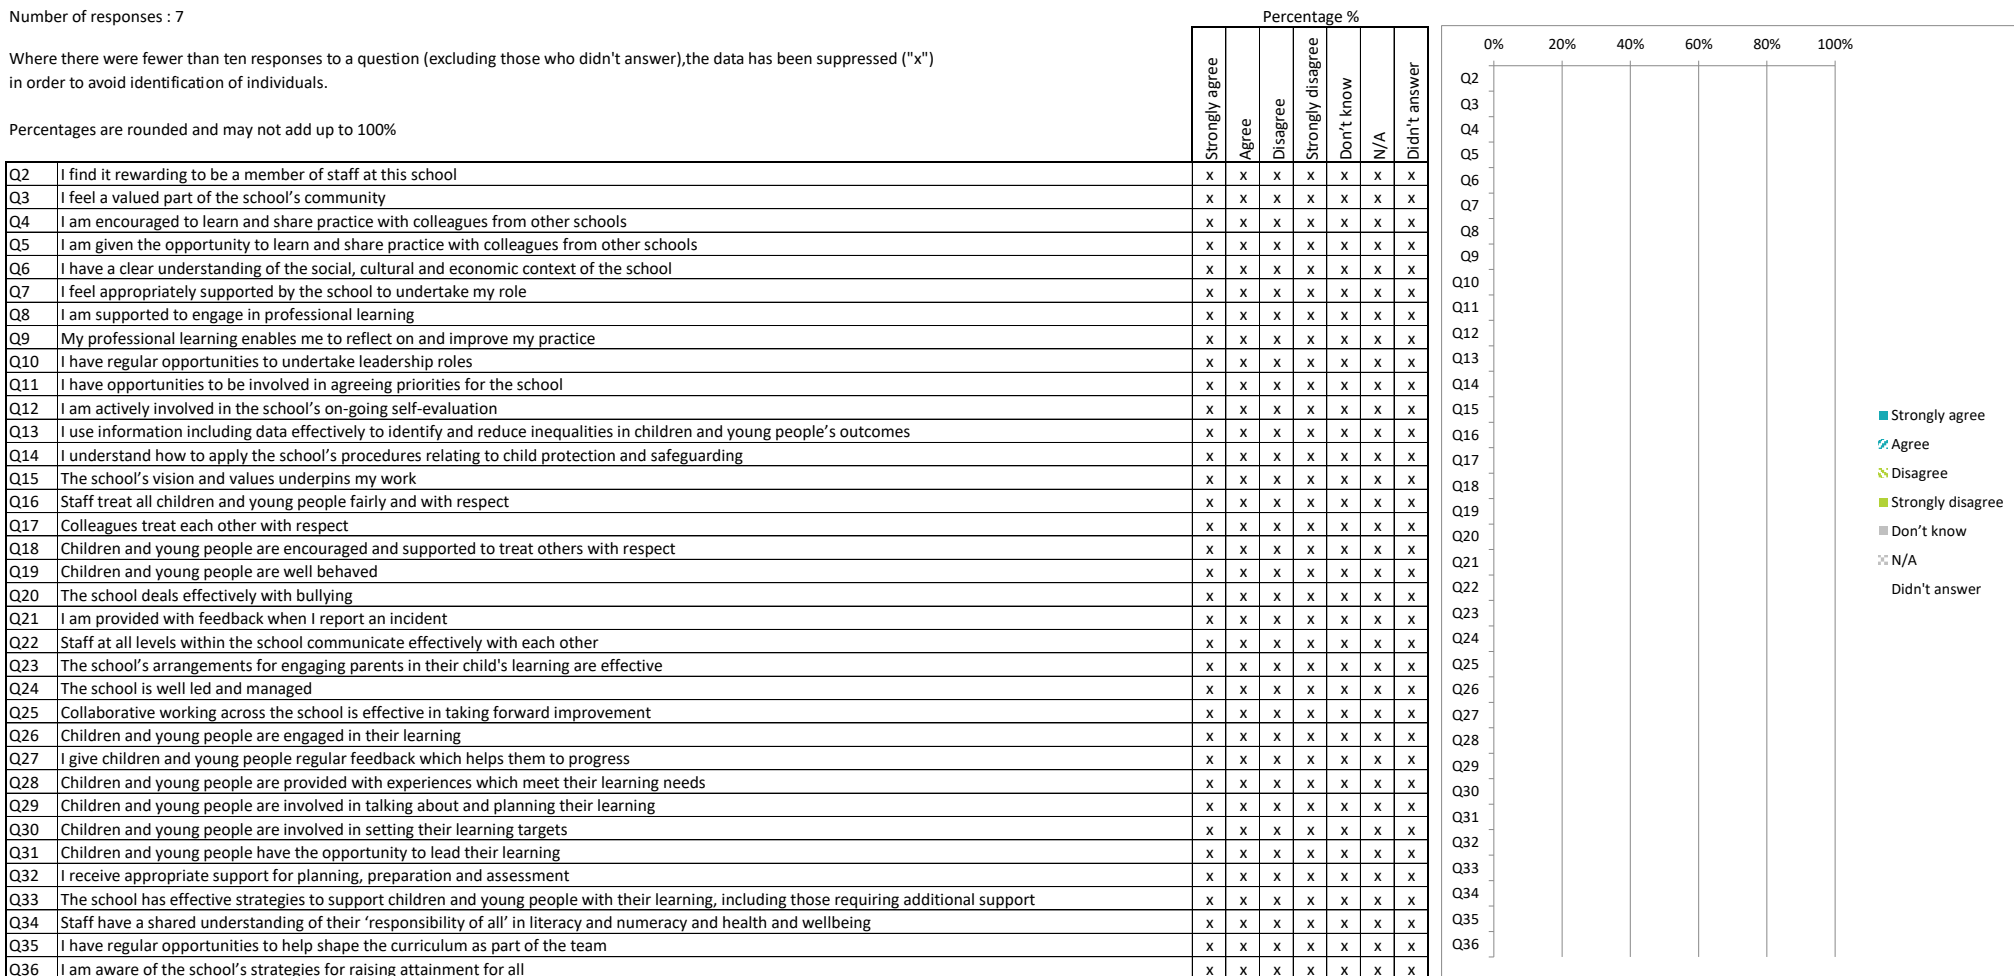 Number of responses : 7
Percentage %
Where there were fewer than ten responses to a question (excluding those who didn't answer),the data has been suppressed ("x")
in order to avoid identification of individuals.
Percentages are rounded and may not add up to 100%
Strongly agree
Agree
Disagree
Strongly disagree
Don’t know
N/A
Didn't answer
Q2 I find it rewarding to be a member of staff at this school x x x x x x x
Q3 I feel a valued part of the school’s community x x x x x x x
Q4 I am encouraged to learn and share practice with colleagues from other schools x x x x x x x
Q5 I am given the opportunity to learn and share practice with colleagues from other schools x x x x x x x
Q6 I have a clear understanding of the social, cultural and economic context of the school x x x x x x x
Q7 I feel appropriately supported by the school to undertake my role x x x x x x x
Q8 I am supported to engage in professional learning x x x x x x x
Q9 My professional learning enables me to reflect on and improve my practice x x x x x x x
Q10 I have regular opportunities to undertake leadership roles x x x x x x x
Q11 I have opportunities to be involved in agreeing priorities for the school x x x x x x x
Q12 I am actively involved in the school’s on-going self-evaluation x x x x x x x
Q13 I use information including data effectively to identify and reduce inequalities in children and young people’s outcomes x x x x x x x
Q14 I understand how to apply the school’s procedures relating to child protection and safeguarding x x x x x x x
Q15 The school’s vision and values underpins my work x x x x x x x
Q16 Staff treat all children and young people fairly and with respect x x x x x x x
Q17 Colleagues treat each other with respect x x x x x x x
Q18 Children and young people are encouraged and supported to treat others with respect x x x x x x x
Q19 Children and young people are well behaved x x x x x x x
Q20 The school deals effectively with bullying x x x x x x x
Q21 I am provided with feedback when I report an incident x x x x x x x
Q22 Staff at all levels within the school communicate effectively with each other x x x x x x x
Q23 The school’s arrangements for engaging parents in their child's learning are effective x x x x x x x
Q24 The school is well led and managed x x x x x x x
Q25 Collaborative working across the school is effective in taking forward improvement x x x x x x x
Q26 Children and young people are engaged in their learning x x x x x x x
Q27 I give children and young people regular feedback which helps them to progress x x x x x x x
Q28 Children and young people are provided with experiences which meet their learning needs x x x x x x x
Q29 Children and young people are involved in talking about and planning their learning x x x x x x x
Q30 Children and young people are involved in setting their learning targets x x x x x x x
Q31 Children and young people have the opportunity to lead their learning x x x x x x x
Q32 I receive appropriate support for planning, preparation and assessment x x x x x x x
Q33 The school has effective strategies to support children and young people with their learning, including those requiring additional support x x x x x x x
Q34 Staff have a shared understanding of their ‘responsibility of all’ in literacy and numeracy and health and wellbeing x x x x x x x
Q35 I have regular opportunities to help shape the curriculum as part of the team x x x x x x x
Q36 I am aware of the school’s strategies for raising attainment for all x x x x x x x
0% 20% 40% 60% 80% 100%
Q2
Q3
Q4
Q5
Q6
Q7
Q8
Q9
Q10
Q11
Q12
Q13
Q14
Q15
Q16
Q17
Q18
Q19
Q20
Q21
Q22
Q23
Q24
Q25
Q26
Q27
Q28
Q29
Q30
Q31
Q32
Q33
Q34
Q35
Q36
Strongly agree
Agree
Disagree
Strongly disagree
Don’t know
N/A
Didn't answer